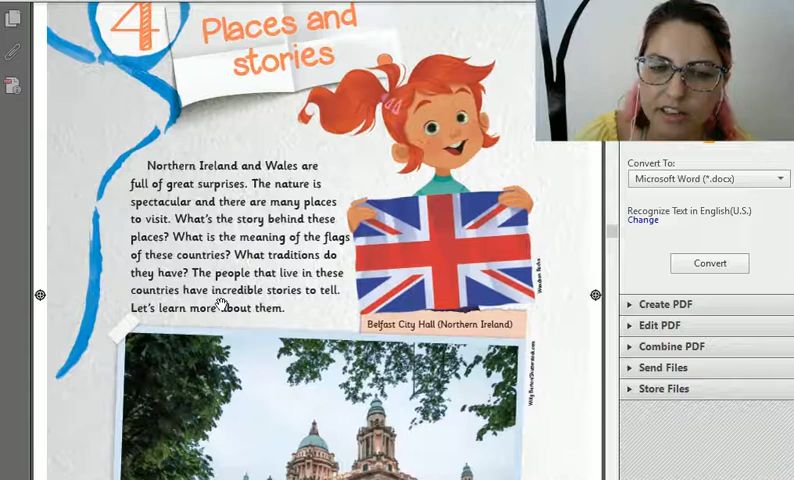 4
Places and
stories
Northern Ireland and Wales are
full of great surprises. The nature is
spectacular and there are many places
to visit. What's the story behind these
places? What is the meaning of the flags
of these countries? What traditions do
they have? The people that live in these
countries have incredible stories to tell.
Let's learn more about them.
Belfast City Hall (Northern Ireland)
Convert To:
Microsoft Word (*.docx)
Recognize Text in English(U.S.)
Change
Convert
Create PDF
Edit PDF
Combine PDF
Send Files
Store Files